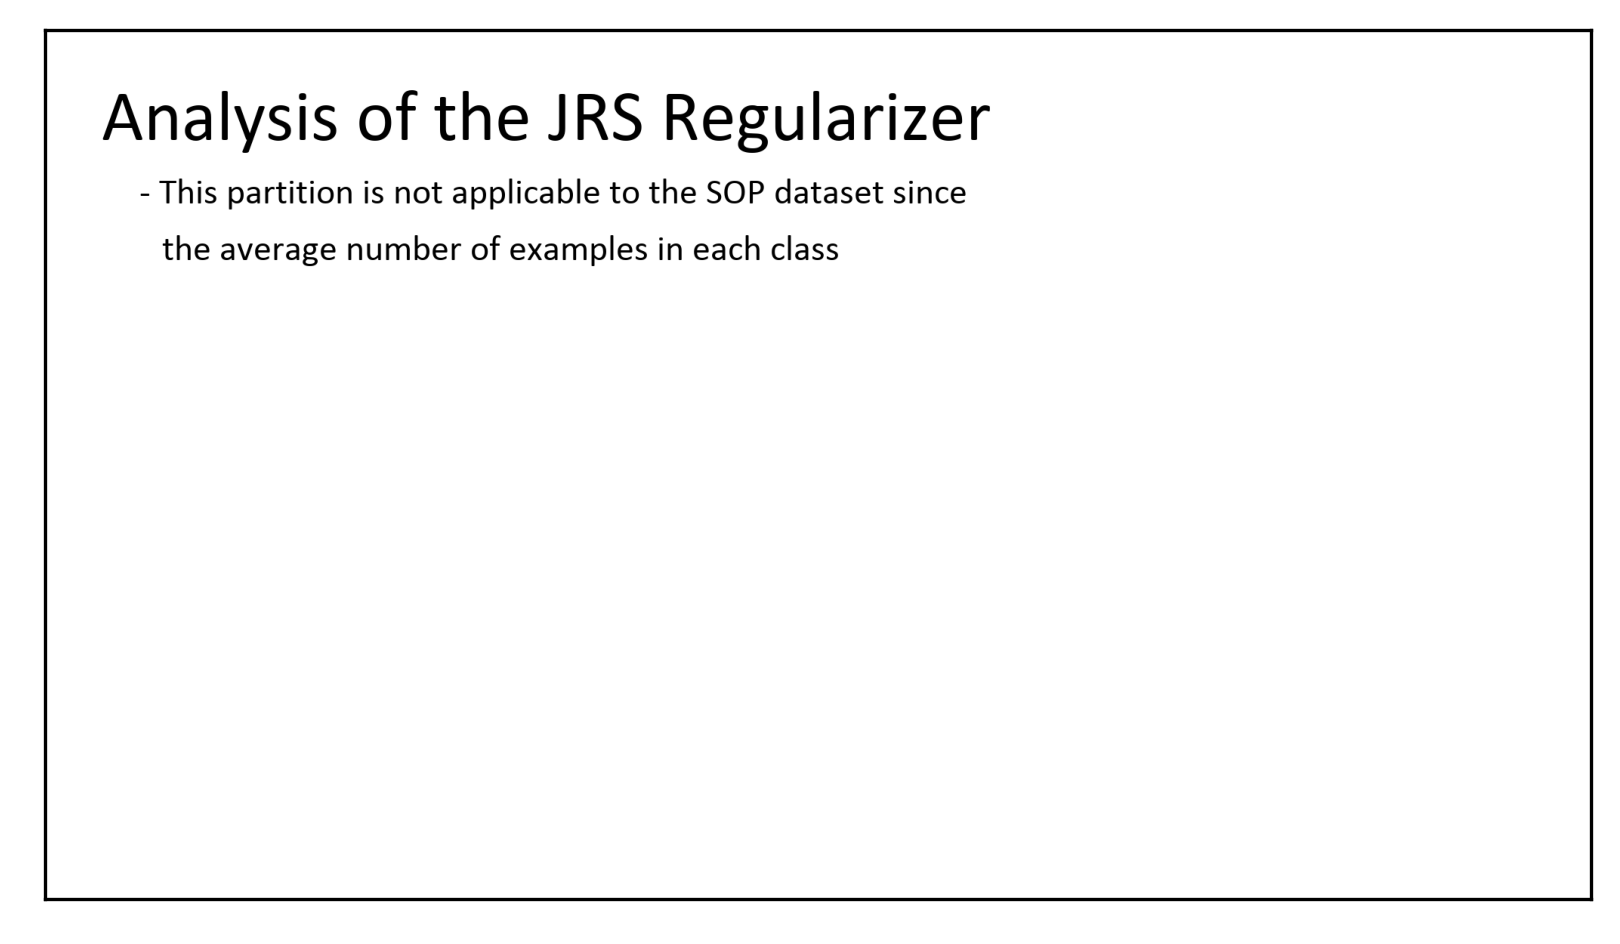 Analysis of the JRS Regularizer
- This partition is not applicable to the SOP dataset since
the average number of examples in each class